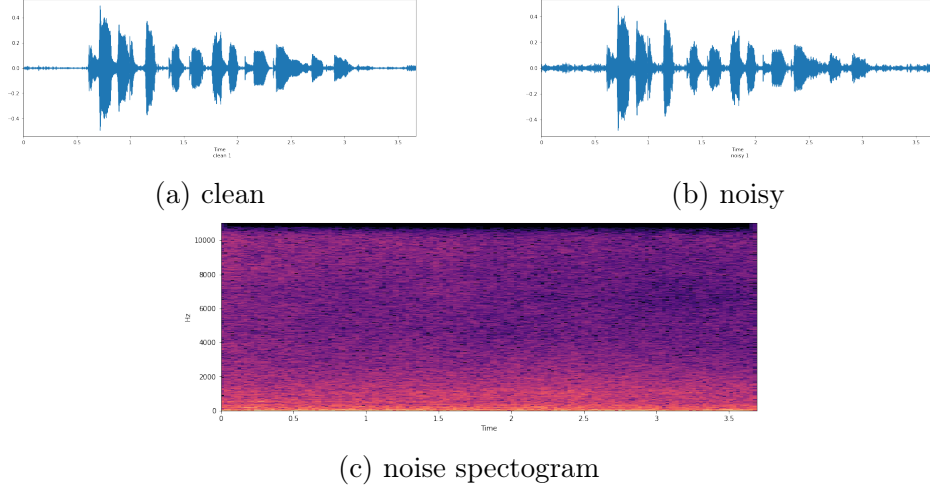 0.4
0.2
0.0
−0.2
−0.4
0 0.5 1 1.5 2 2.5 3 3.5
Time
clean 1
(a) clean
0.4
0.2
0.0
−0.2
−0.4
0 0.5 1 1.5 2 2.5 3 3.5
Time
noisy 1
(b) noisy
10000
8000
6000
4000
2000
0
Hz
0 0.5 1 1.5 2 2.5 3 3.5
Time
(c) noise spectogram